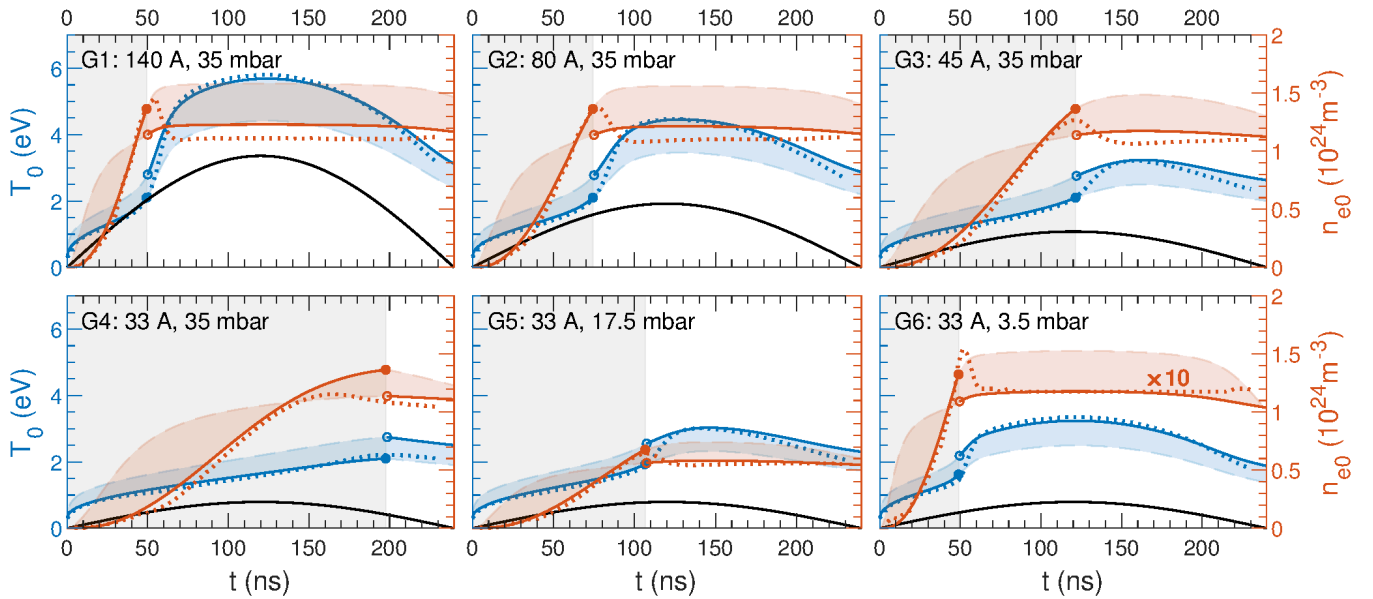 0 50 100 150 200
0 50 100 150 200
0 50 100 150 200
G1: 140 A, 35 mbar
G2: 80 A, 35 mbar
G3: 45 A, 35 mbar
T0 (eV)
0
2
4
6
ne0 (10^24 m^-3)
0
0.5
1
1.5
2
G4: 33 A, 35 mbar
G5: 33 A, 17.5 mbar
G6: 33 A, 3.5 mbar
×10
T0 (eV)
0
2
4
6
ne0 (10^24 m^-3)
0
0.5
1
1.5
2
0 50 100 150 200
0 50 100 150 200
0 50 100 150 200
t (ns)
t (ns)
t (ns)